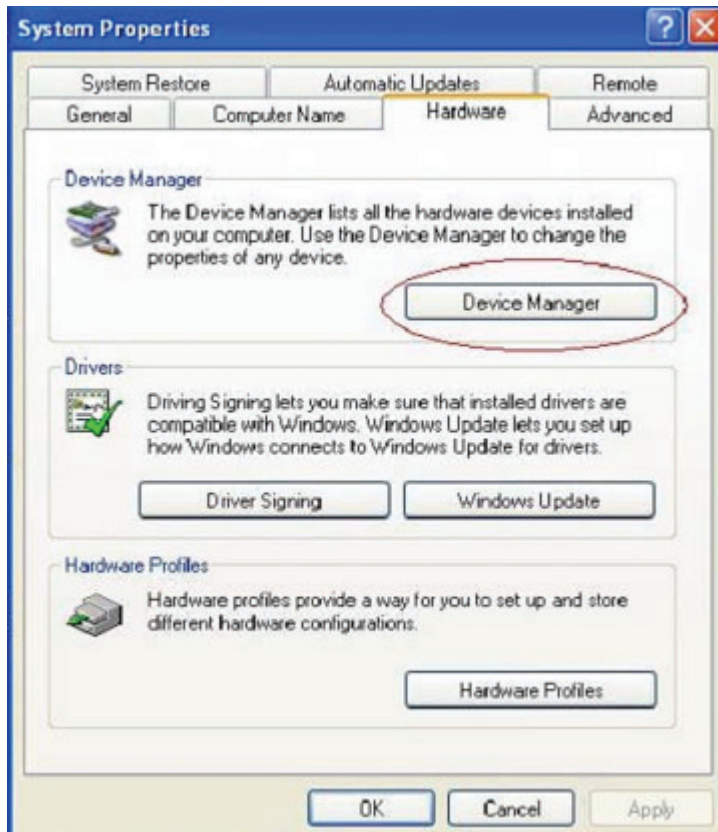 System Properties
System Restore Automatic Updates Remote
General Computer Name Hardware Advanced
Device Manager
The Device Manager lists all the hardware devices installed
on your computer. Use the Device Manager to change the
properties of any device.
Device Manager
Drivers
Driving Signing lets you make sure that installed drivers are
compatible with Windows. Windows Update lets you set up
how Windows connects to Windows Update for drivers.
Driver Signing Windows Update
Hardware Profiles
Hardware profiles provide a way for you to set up and store
different hardware configurations.
Hardware Profiles
OK Cancel Apply